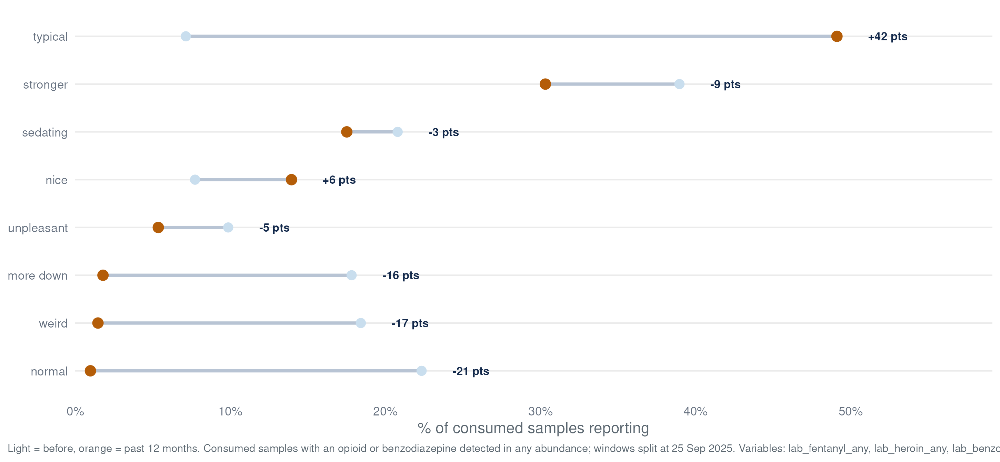 typical +42 pts
stronger -9 pts
sedating -3 pts
nice +6 pts
unpleasant -5 pts
more down -16 pts
weird -17 pts
normal -21 pts
0% 10% 20% 30% 40% 50%
% of consumed samples reporting
Light = before, orange = past 12 months. Consumed samples with an opioid or benzodiazepine detected in any abundance; windows split at 25 Sep 2025. Variables: lab_fentanyl_any, lab_heroin_any, lab_benzo